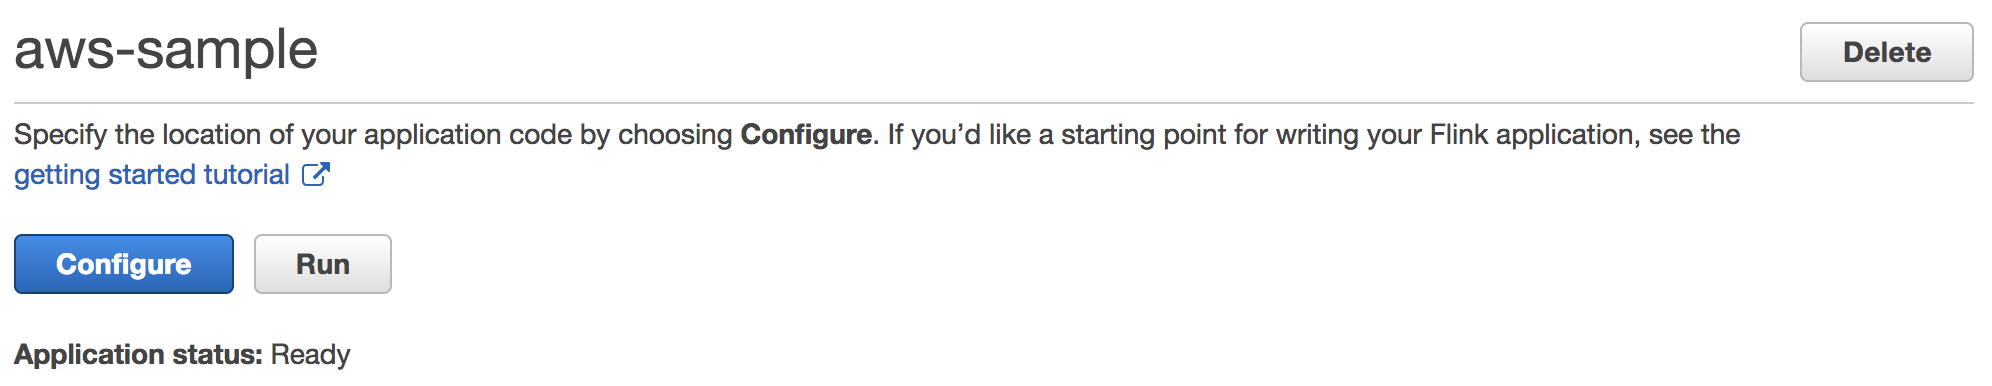 aws-sample
Delete
Specify the location of your application code by choosing Configure. If you’d like a starting point for writing your Flink application, see the
getting started tutorial
Configure
Run
Application status: Ready